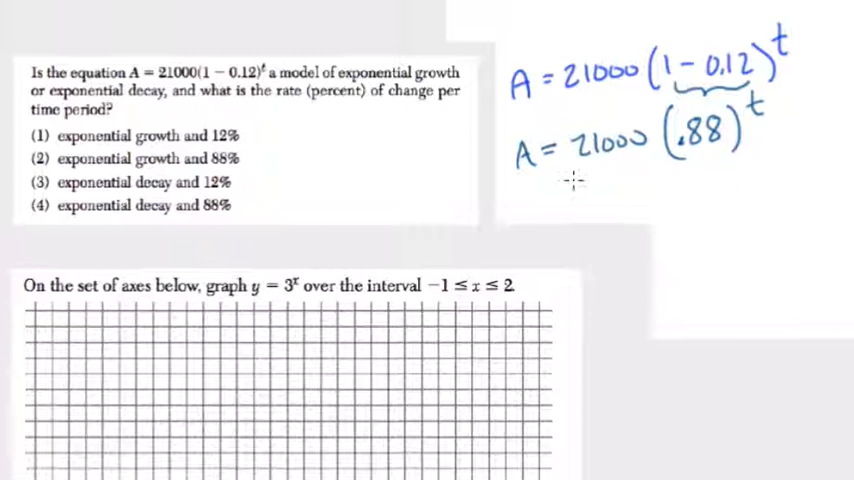 Is the equation A = 21000(1 − 0.12)ᵗ a model of exponential growth
or exponential decay, and what is the rate (percent) of change per
time period?
(1) exponential growth and 12%
(2) exponential growth and 88%
(3) exponential decay and 12%
(4) exponential decay and 88%
A = 21000 (1 − 0.12)ᵗ
A = 21000 (.88)ᵗ
On the set of axes below, graph y = 3ˣ over the interval −1 ≤ x ≤ 2